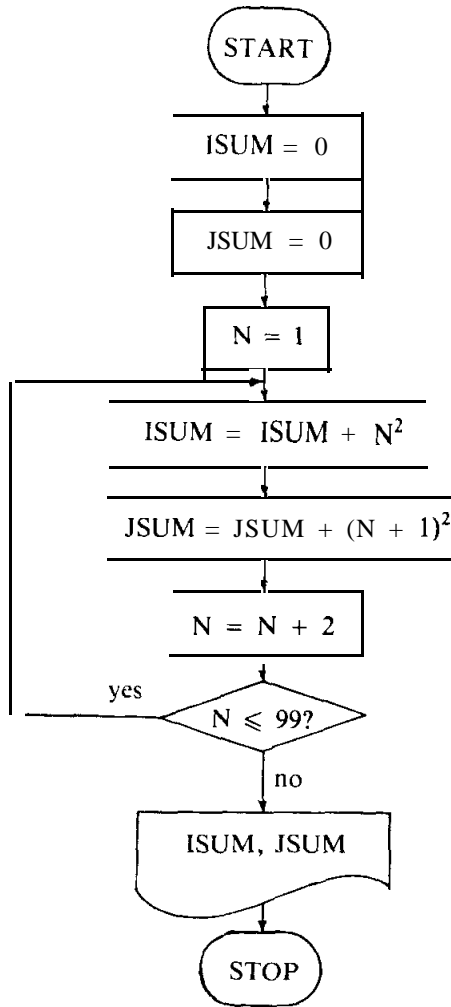 START
ISUM = 0
JSUM = 0
N = 1
ISUM = ISUM + N²
JSUM = JSUM + (N + 1)²
N = N + 2
yes
N ⩽ 99?
no
ISUM, JSUM
STOP